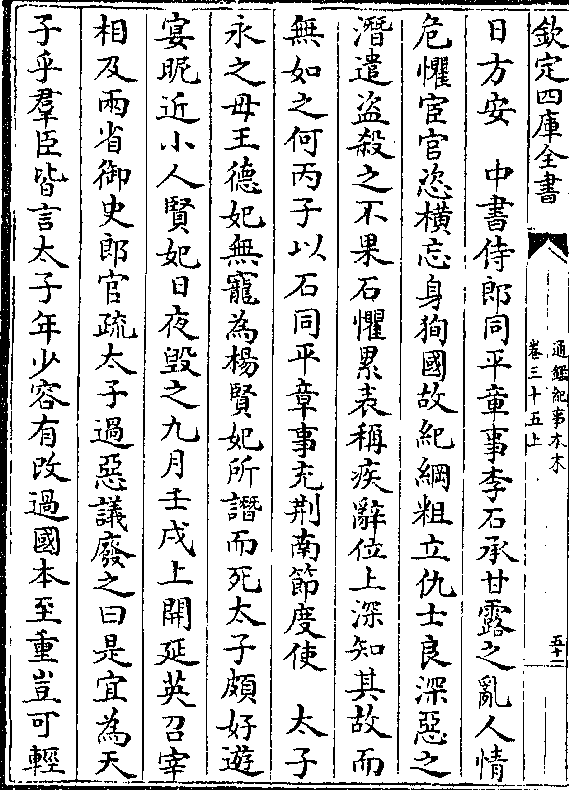 欽定四庫全書
通鑑紀事本末
卷三十五上
五十二
日方安　中書侍郎同平章事李石承甘露之亂人情
危懼宦官恣橫忘身狥國故紀綱粗立仇士良深惡之
潛遣盜殺之不果石懼累表稱疾辭位上深知其故而
無如之何丙子以石同平章事充荆南節度使　太子
永之母王德妃無寵為楊賢妃所譖而死太子頗好遊
宴昵近小人賢妃日夜毁之九月壬戌上開延英召宰
相及兩省御史郎官疏太子過惡議廢之曰是宜為天
子乎羣臣皆言太子年少容有改過國本至重豈可輕